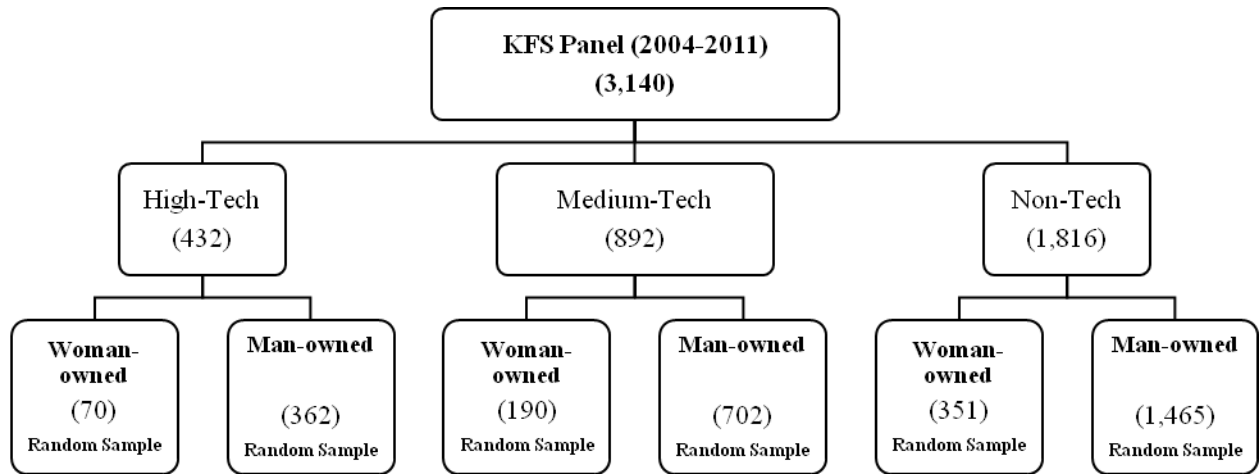 KFS Panel (2004-2011)
(3,140)
High-Tech
(432)
Medium-Tech
(892)
Non-Tech
(1,816)
Woman-
owned
(70)
Random Sample
Man-owned
(362)
Random Sample
Woman-
owned
(190)
Random Sample
Man-owned
(702)
Random Sample
Woman-
owned
(351)
Random Sample
Man-owned
(1,465)
Random Sample